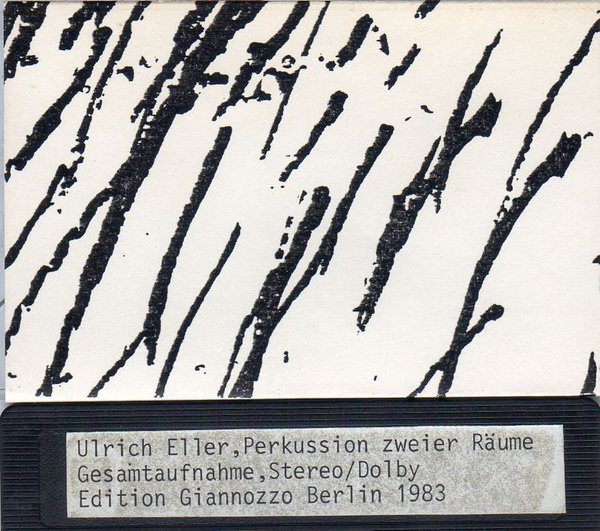 Ulrich Eller,Perkussion zweier Räume
Gesamtaufnahme,Stereo/Dolby
Edition Giannozzo Berlin 1983